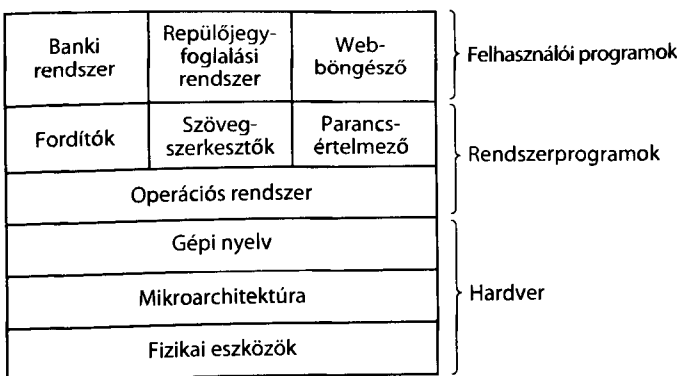 Banki
rendszer
Repülőjegy-
foglalási
rendszer
Web-
böngésző
Felhasználói programok
Fordítók
Szöveg-
szerkesztők
Parancs-
értelmező
Rendszerprogramok
Operációs rendszer
Gépi nyelv
Mikroarchitektúra
Hardver
Fizikai eszközök